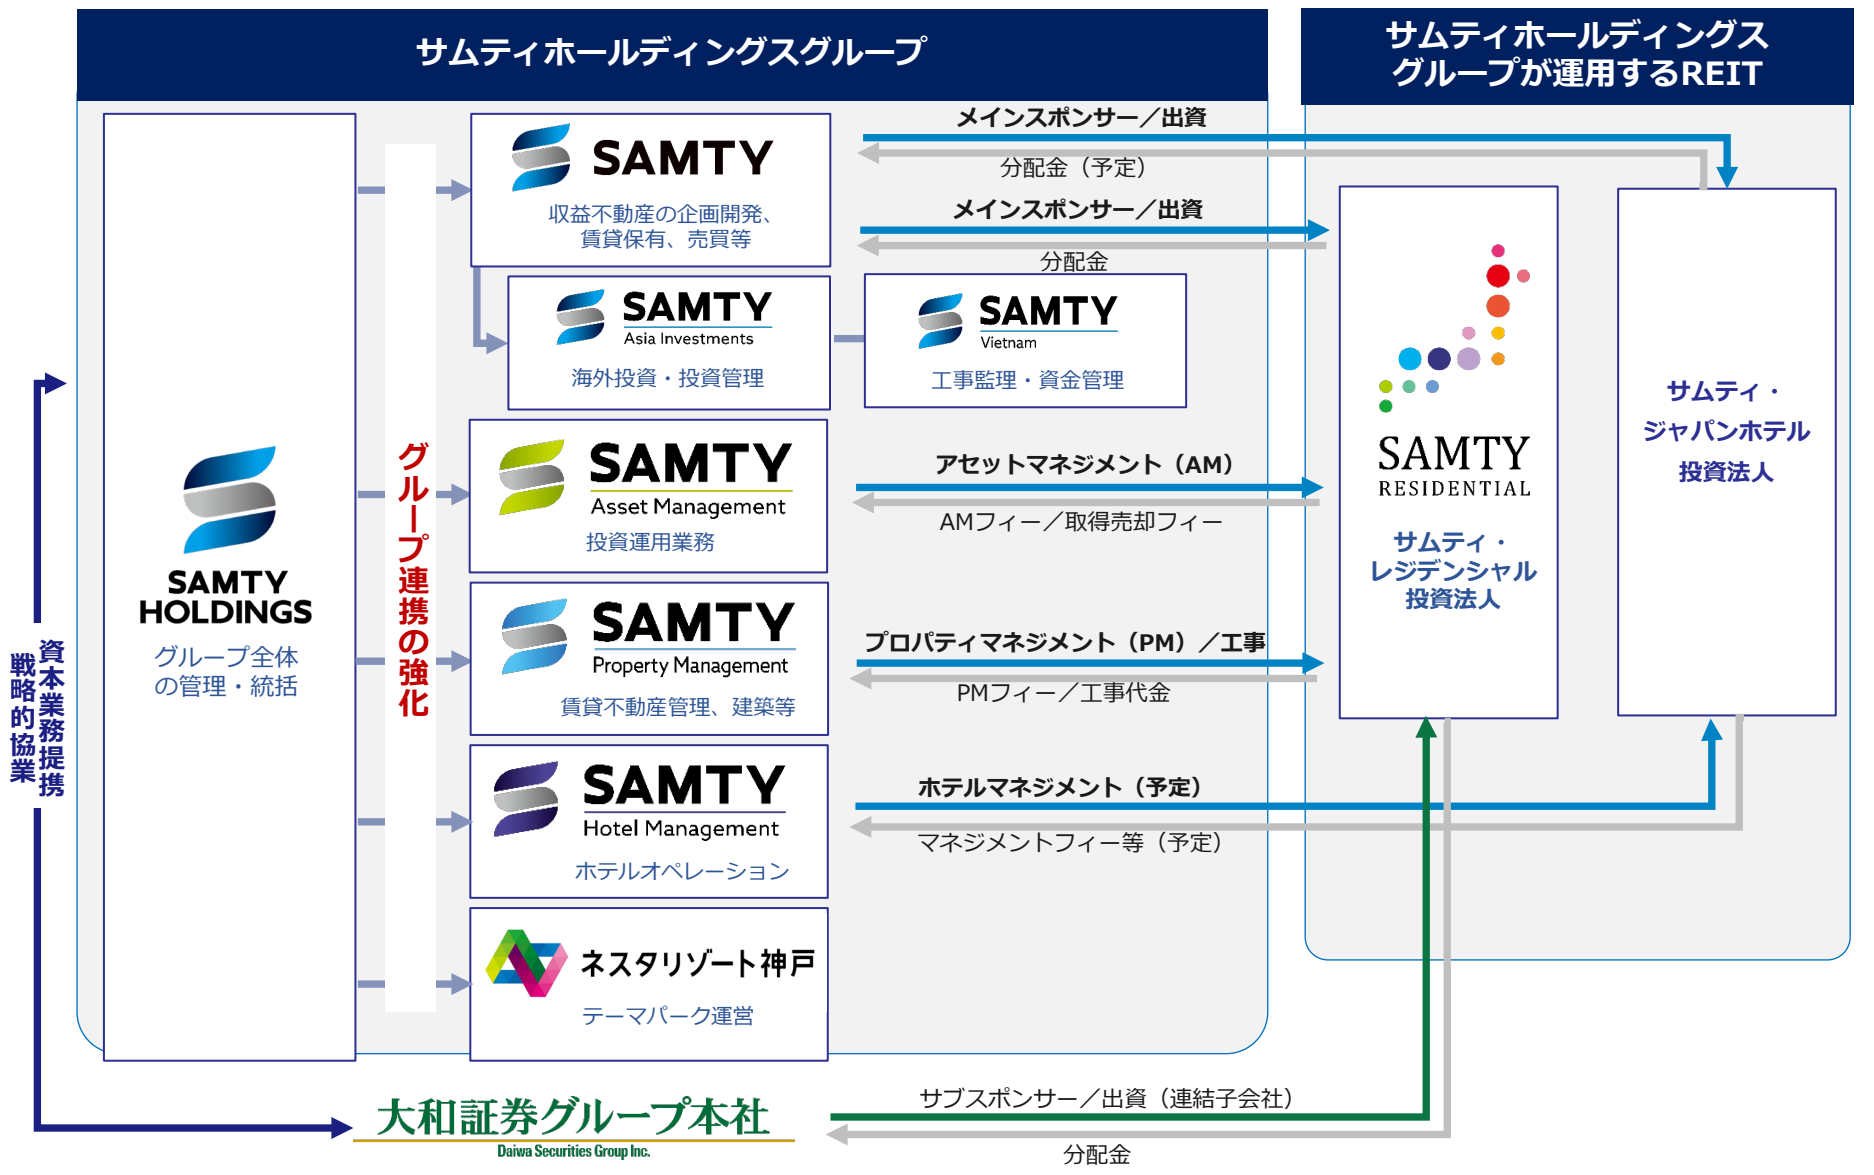 サムティホールディングスグループ
サムティホールディングス
グループが運用するREIT
資本業務提携
戦略的協業
SAMTY
HOLDINGS
グループ全体
の管理・統括
グループ連携の強化
SAMTY
収益不動産の企画開発、
賃貸保有、売買等
SAMTY
Asia Investments
海外投資・投資管理
SAMTY
Vietnam
工事監理・資金管理
SAMTY
Asset Management
投資運用業務
SAMTY
Property Management
賃貸不動産管理、建築等
SAMTY
Hotel Management
ホテルオペレーション
ネスタリゾート神戸
テーマパーク運営
メインスポンサー／出資
分配金（予定）
メインスポンサー／出資
分配金
アセットマネジメント（AM）
AMフィー／取得売却フィー
プロパティマネジメント（PM）／工事
PMフィー／工事代金
ホテルマネジメント（予定）
マネジメントフィー等（予定）
SAMTY
RESIDENTIAL
サムティ・
レジデンシャル
投資法人
サムティ・
ジャパンホテル
投資法人
大和証券グループ本社
Daiwa Securities Group Inc.
サブスポンサー／出資（連結子会社）
分配金